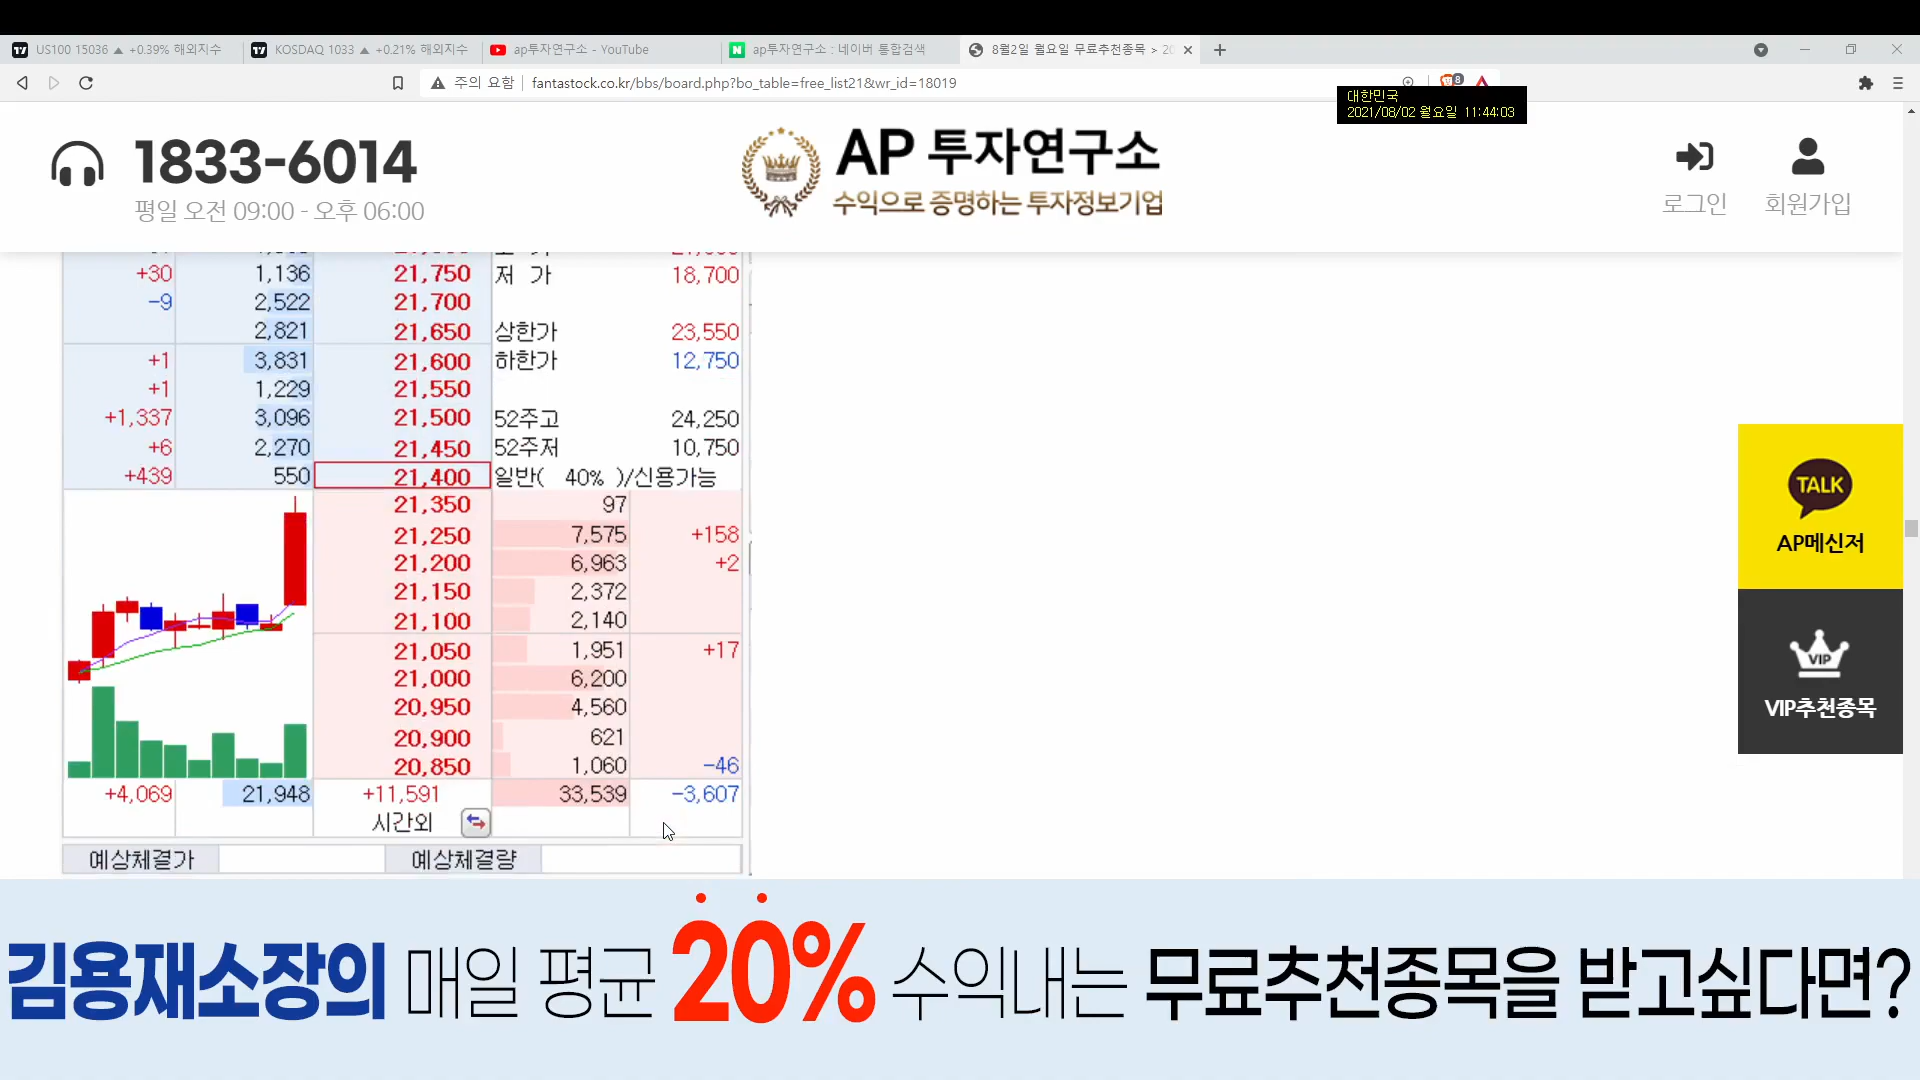 US100 15036 ▲ +0.39% 해외지수
KOSDAQ 1033 ▲ +0.21% 해외지수
ap투자연구소 - YouTube
ap투자연구소 : 네이버 통합검색
8월2일 월요일 무료추천종목 > 20
주의 요함 | fantastock.co.kr/bbs/board.php?bo_table=free_list21&wr_id=18019
8
대한민국
2021/08/02 월요일 11:44:03
1833-6014
평일 오전 09:00 - 오후 06:00
AP 투자연구소
수익으로 증명하는 투자정보기업
로그인
회원가입
+30 1,136 21,750 저 가 18,700
-9 2,522 21,700
2,821 21,650 상한가 23,550
+1 3,831 21,600 하한가 12,750
+1 1,229 21,550
+1,337 3,096 21,500 52주고 24,250
+6 2,270 21,450 52주저 10,750
+439 550 21,400 일반( 40% )/신용가능
21,350 97
21,250 7,575 +158
21,200 6,963 +2
21,150 2,372
21,100 2,140
21,050 1,951 +17
21,000 6,200
20,950 4,560
20,900 621
20,850 1,060 -46
+4,069 21,948 +11,591 33,539 -3,607
시간외
예상체결가 예상체결량
TALK
AP메신저
VIP
VIP추천종목
김용재소장의 매일 평균 20% 수익내는 무료추천종목을 받고싶다면?